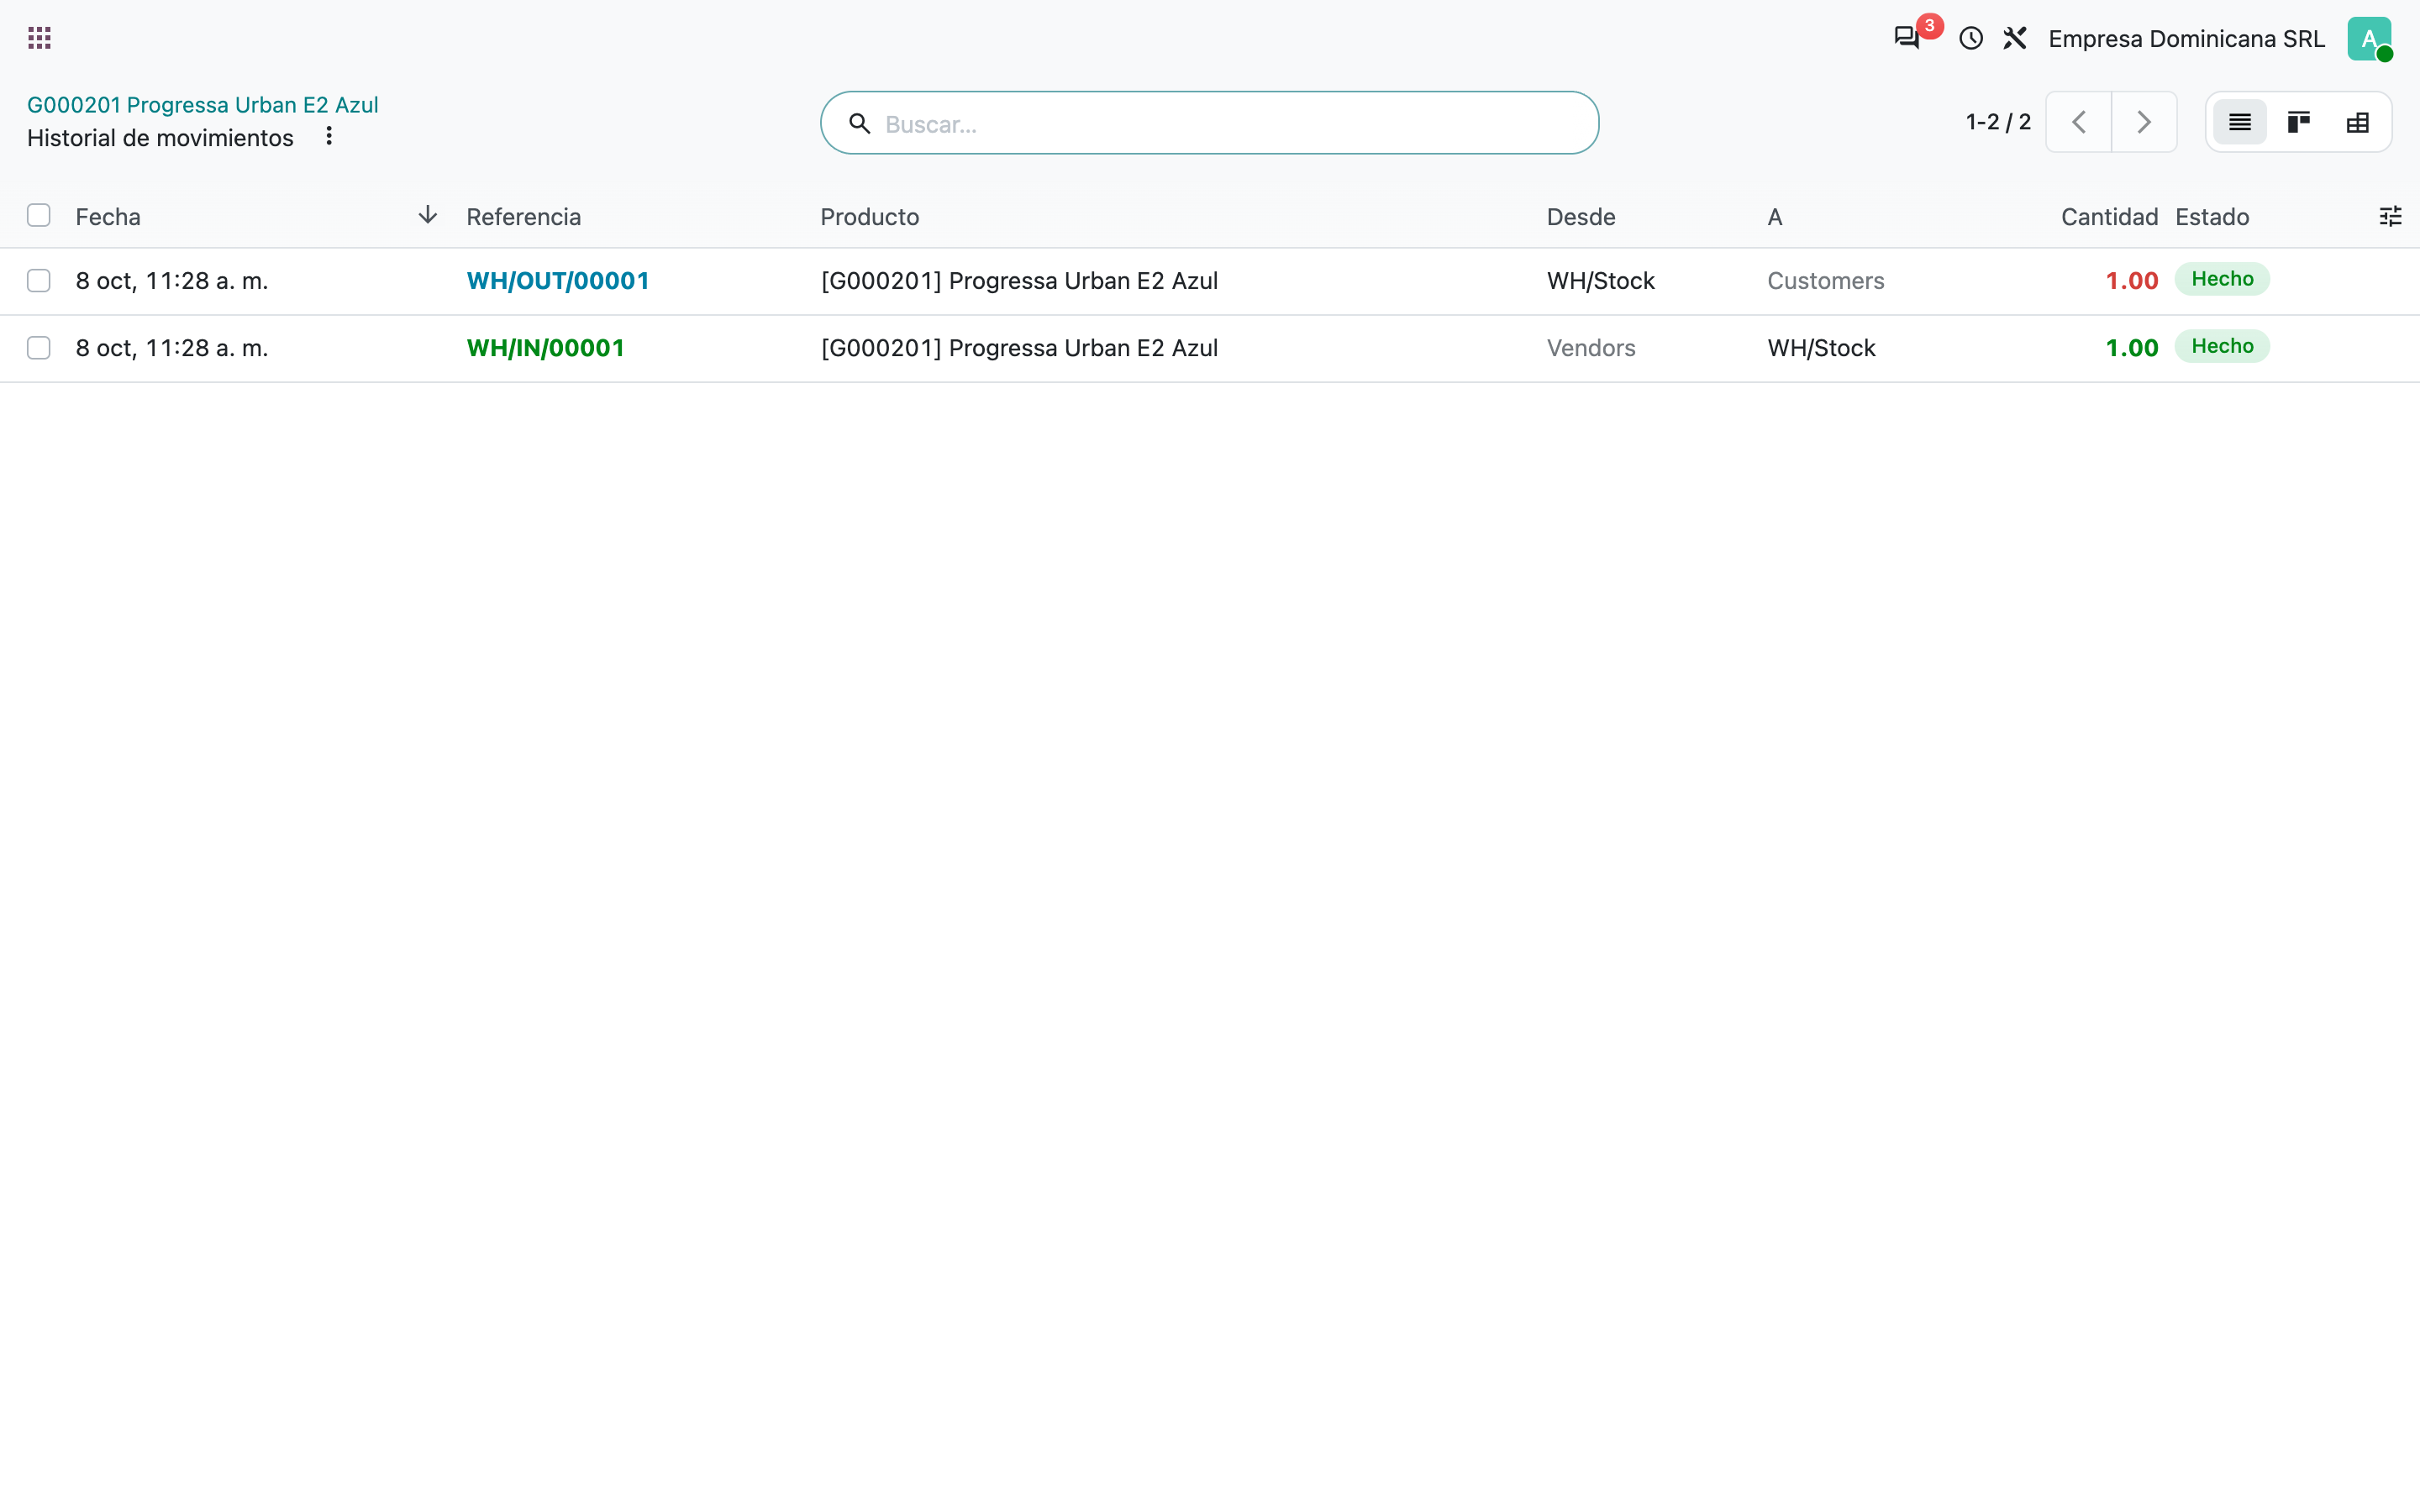 3
Empresa Dominicana SRL
A
G000201 Progressa Urban E2 Azul
Historial de movimientos
Buscar...
1-2 / 2
Fecha Referencia Producto Desde A Cantidad Estado
8 oct, 11:28 a. m. WH/OUT/00001 [G000201] Progressa Urban E2 Azul WH/Stock Customers 1.00 Hecho
8 oct, 11:28 a. m. WH/IN/00001 [G000201] Progressa Urban E2 Azul Vendors WH/Stock 1.00 Hecho